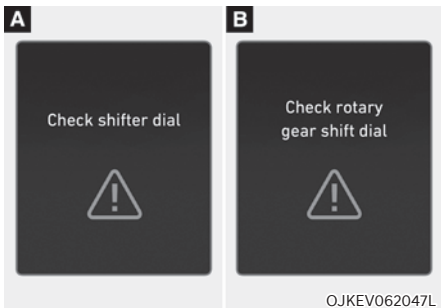 A
Check shifter dial
B
Check rotary
gear shift dial
OJKEV062047L